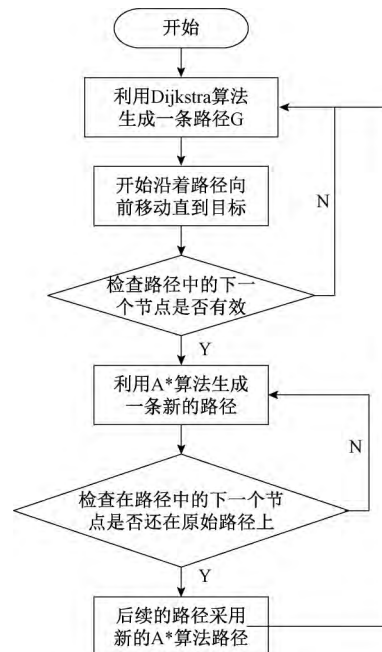 开始
利用Dijkstra算法
生成一条路径G
开始沿着路径向
前移动直到目标
N
检查路径中的下一
个节点是否有效
Y
利用A*算法生成
一条新的路径
N
检查在路径中的下一个节
点是否还在原始路径上
Y
后续的路径采用
新的A*算法路径